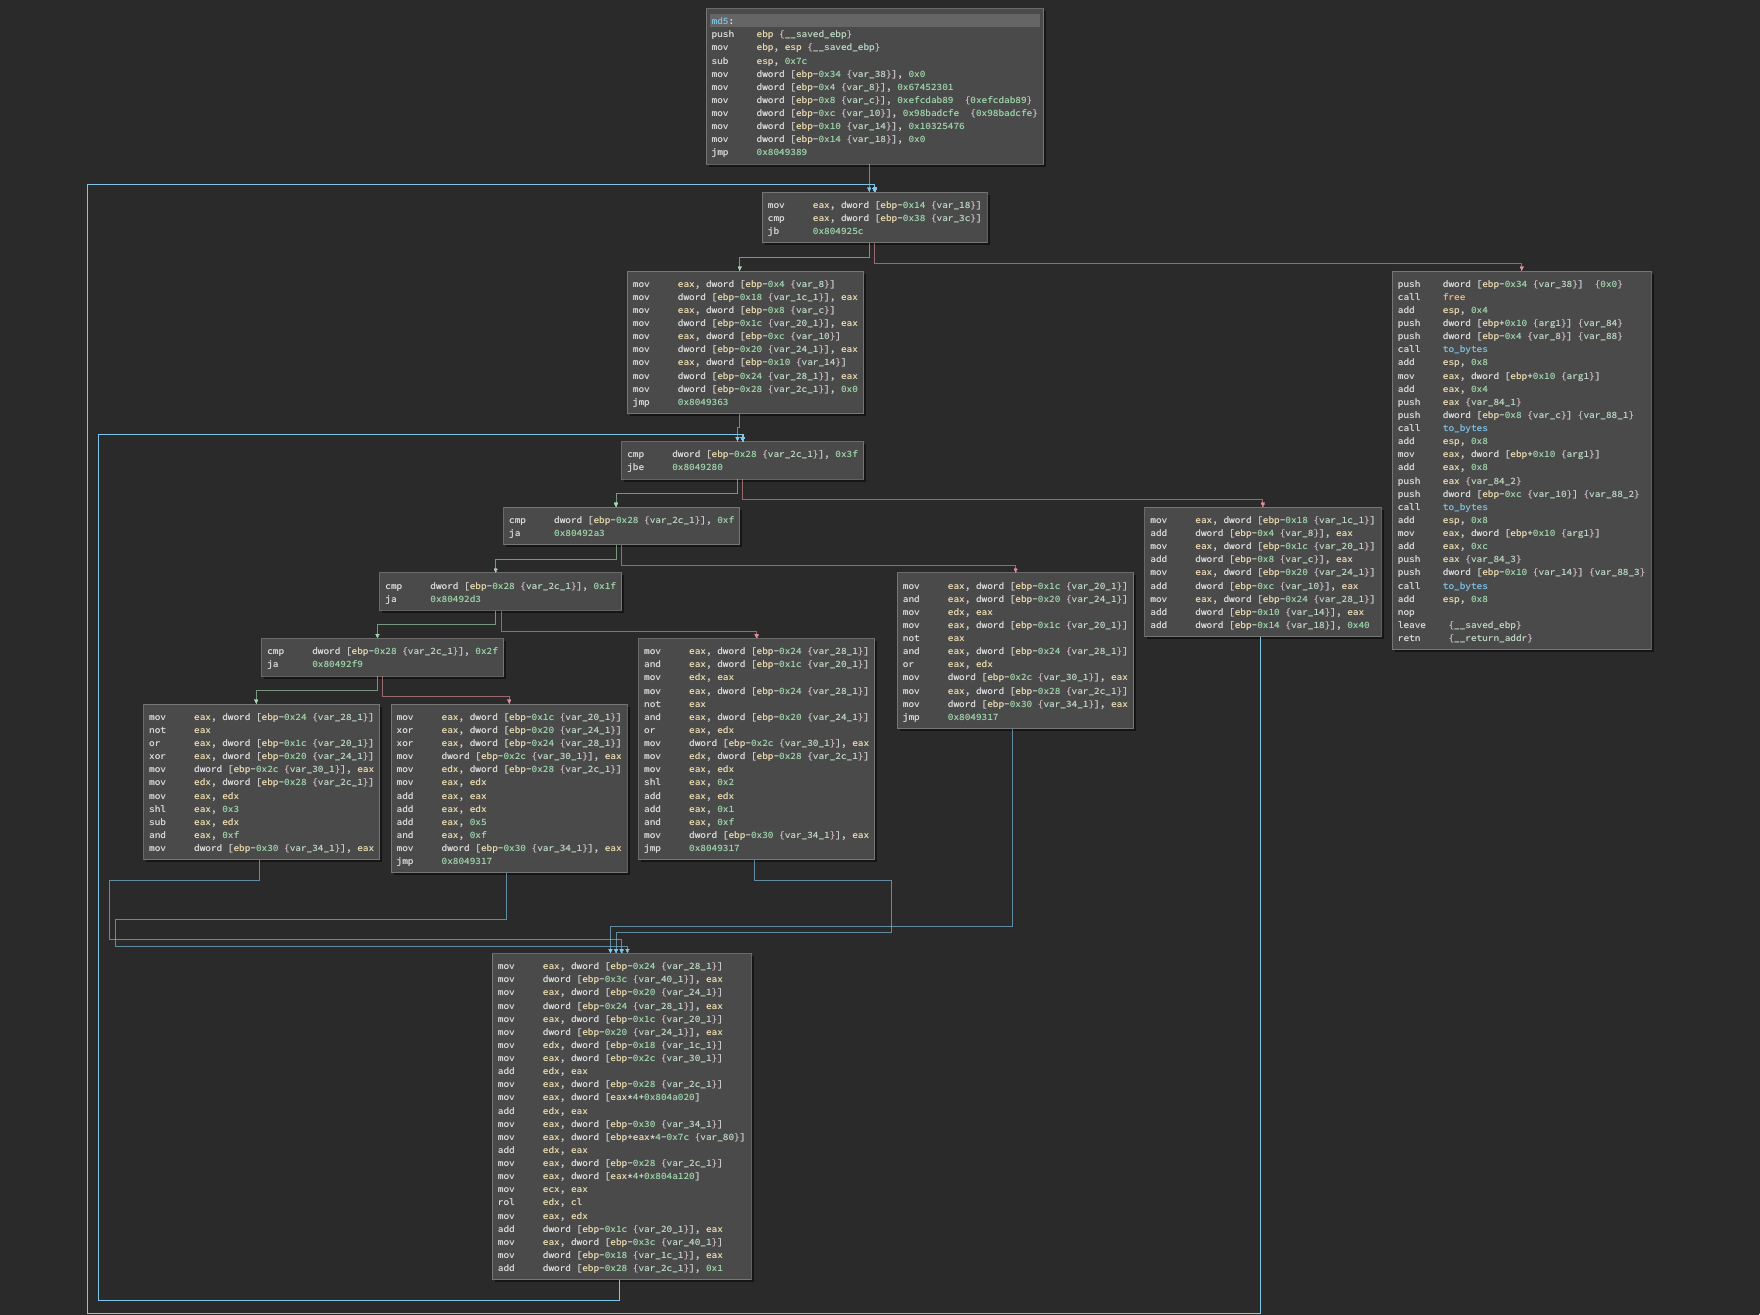 md5:
push ebp {__saved_ebp}
mov ebp, esp {__saved_ebp}
sub esp, 0x7c
mov dword [ebp-0x34 {var_38}], 0x0
mov dword [ebp-0x4 {var_8}], 0x67452301
mov dword [ebp-0x8 {var_c}], 0xefcdab89 {0xefcdab89}
mov dword [ebp-0xc {var_10}], 0x98badcfe {0x98badcfe}
mov dword [ebp-0x10 {var_14}], 0x10325476
mov dword [ebp-0x14 {var_18}], 0x0
jmp 0x8049389
mov eax, dword [ebp-0x14 {var_18}]
cmp eax, dword [ebp-0x38 {var_3c}]
jb 0x804925c
mov eax, dword [ebp-0x4 {var_8}]
mov dword [ebp-0x18 {var_1c_1}], eax
mov eax, dword [ebp-0x8 {var_c}]
mov dword [ebp-0x1c {var_20_1}], eax
mov eax, dword [ebp-0xc {var_10}]
mov dword [ebp-0x20 {var_24_1}], eax
mov eax, dword [ebp-0x10 {var_14}]
mov dword [ebp-0x24 {var_28_1}], eax
mov dword [ebp-0x28 {var_2c_1}], 0x0
jmp 0x8049363
push dword [ebp-0x34 {var_38}] {0x0}
call free
add esp, 0x4
push dword [ebp+0x10 {arg1}] {var_84}
push dword [ebp-0x4 {var_8}] {var_88}
call to_bytes
add esp, 0x8
mov eax, dword [ebp+0x10 {arg1}]
add eax, 0x4
push eax {var_84_1}
push dword [ebp-0x8 {var_c}] {var_88_1}
call to_bytes
add esp, 0x8
mov eax, dword [ebp+0x10 {arg1}]
add eax, 0x8
push eax {var_84_2}
push dword [ebp-0xc {var_10}] {var_88_2}
call to_bytes
add esp, 0x8
mov eax, dword [ebp+0x10 {arg1}]
add eax, 0xc
push eax {var_84_3}
push dword [ebp-0x10 {var_14}] {var_88_3}
call to_bytes
add esp, 0x8
nop
leave {__saved_ebp}
retn {__return_addr}
cmp dword [ebp-0x28 {var_2c_1}], 0x3f
jbe 0x8049280
cmp dword [ebp-0x28 {var_2c_1}], 0xf
ja 0x80492a3
mov eax, dword [ebp-0x18 {var_1c_1}]
add dword [ebp-0x4 {var_8}], eax
mov eax, dword [ebp-0x1c {var_20_1}]
add dword [ebp-0x8 {var_c}], eax
mov eax, dword [ebp-0x20 {var_24_1}]
add dword [ebp-0xc {var_10}], eax
mov eax, dword [ebp-0x24 {var_28_1}]
add dword [ebp-0x10 {var_14}], eax
add dword [ebp-0x14 {var_18}], 0x40
cmp dword [ebp-0x28 {var_2c_1}], 0x1f
ja 0x80492d3
mov eax, dword [ebp-0x1c {var_20_1}]
and eax, dword [ebp-0x20 {var_24_1}]
mov edx, eax
mov eax, dword [ebp-0x1c {var_20_1}]
not eax
and eax, dword [ebp-0x24 {var_28_1}]
or eax, edx
mov dword [ebp-0x2c {var_30_1}], eax
mov eax, dword [ebp-0x28 {var_2c_1}]
mov dword [ebp-0x30 {var_34_1}], eax
jmp 0x8049317
cmp dword [ebp-0x28 {var_2c_1}], 0x2f
ja 0x80492f9
mov eax, dword [ebp-0x24 {var_28_1}]
and eax, dword [ebp-0x1c {var_20_1}]
mov edx, eax
mov eax, dword [ebp-0x24 {var_28_1}]
not eax
and eax, dword [ebp-0x20 {var_24_1}]
or eax, edx
mov dword [ebp-0x2c {var_30_1}], eax
mov edx, dword [ebp-0x28 {var_2c_1}]
mov eax, edx
shl eax, 0x2
add eax, edx
add eax, 0x1
and eax, 0xf
mov dword [ebp-0x30 {var_34_1}], eax
jmp 0x8049317
mov eax, dword [ebp-0x24 {var_28_1}]
not eax
or eax, dword [ebp-0x1c {var_20_1}]
xor eax, dword [ebp-0x20 {var_24_1}]
mov dword [ebp-0x2c {var_30_1}], eax
mov edx, dword [ebp-0x28 {var_2c_1}]
mov eax, edx
shl eax, 0x3
sub eax, edx
and eax, 0xf
mov dword [ebp-0x30 {var_34_1}], eax
mov eax, dword [ebp-0x1c {var_20_1}]
xor eax, dword [ebp-0x20 {var_24_1}]
xor eax, dword [ebp-0x24 {var_28_1}]
mov dword [ebp-0x2c {var_30_1}], eax
mov edx, dword [ebp-0x28 {var_2c_1}]
mov eax, edx
add eax, eax
add eax, edx
add eax, 0x5
and eax, 0xf
mov dword [ebp-0x30 {var_34_1}], eax
jmp 0x8049317
mov eax, dword [ebp-0x24 {var_28_1}]
mov dword [ebp-0x3c {var_40_1}], eax
mov eax, dword [ebp-0x20 {var_24_1}]
mov dword [ebp-0x24 {var_28_1}], eax
mov eax, dword [ebp-0x1c {var_20_1}]
mov dword [ebp-0x20 {var_24_1}], eax
mov edx, dword [ebp-0x18 {var_1c_1}]
mov eax, dword [ebp-0x2c {var_30_1}]
add edx, eax
mov eax, dword [ebp-0x28 {var_2c_1}]
mov eax, dword [eax*4+0x804a020]
add edx, eax
mov eax, dword [ebp-0x30 {var_34_1}]
mov eax, dword [ebp+eax*4-0x7c {var_80}]
add edx, eax
mov eax, dword [ebp-0x28 {var_2c_1}]
mov eax, dword [eax*4+0x804a120]
mov ecx, eax
rol edx, cl
mov eax, edx
add dword [ebp-0x1c {var_20_1}], eax
mov eax, dword [ebp-0x3c {var_40_1}]
mov dword [ebp-0x18 {var_1c_1}], eax
add dword [ebp-0x28 {var_2c_1}], 0x1